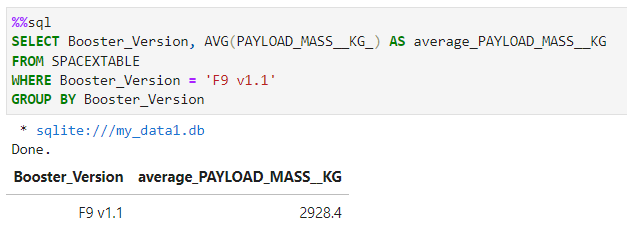 %%sql
SELECT Booster_Version, AVG(PAYLOAD_MASS__KG_) AS average_PAYLOAD_MASS__KG
FROM SPACEXTABLE
WHERE Booster_Version = 'F9 v1.1'
GROUP BY Booster_Version
* sqlite:///my_data1.db
Done.
Booster_Version average_PAYLOAD_MASS__KG
F9 v1.1 2928.4